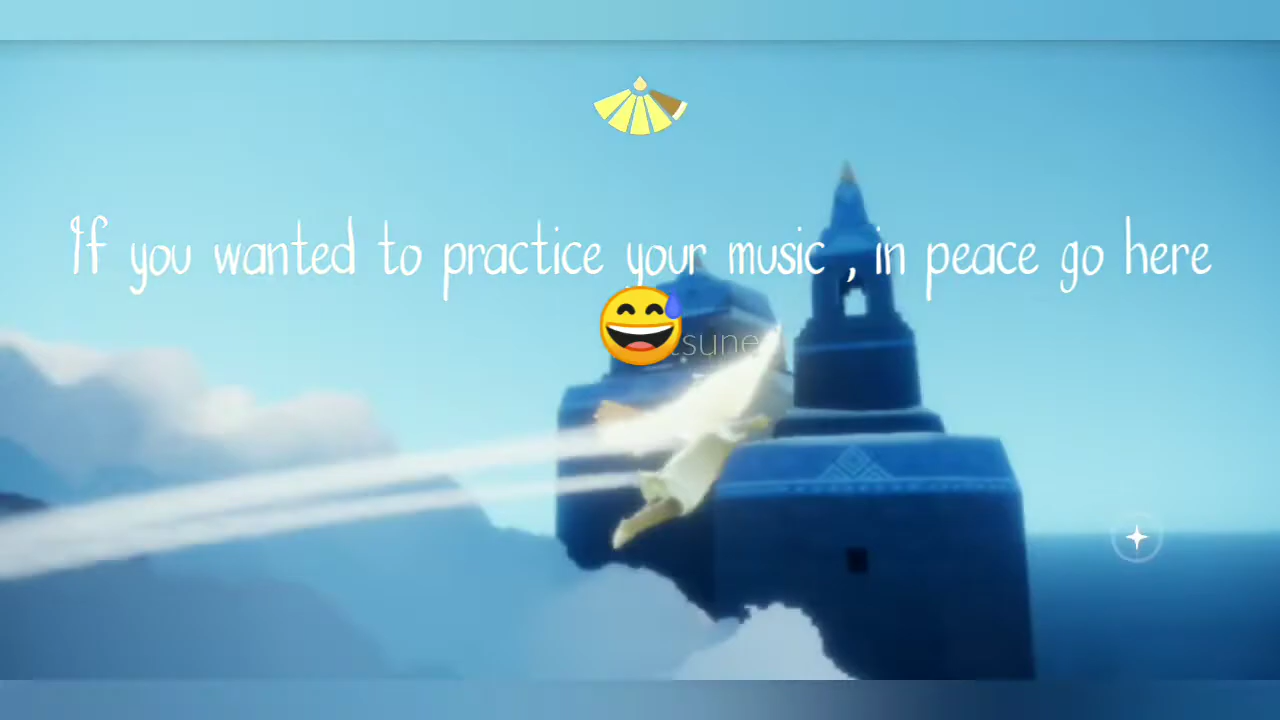 If you wanted to practice your music , in peace go here
😅